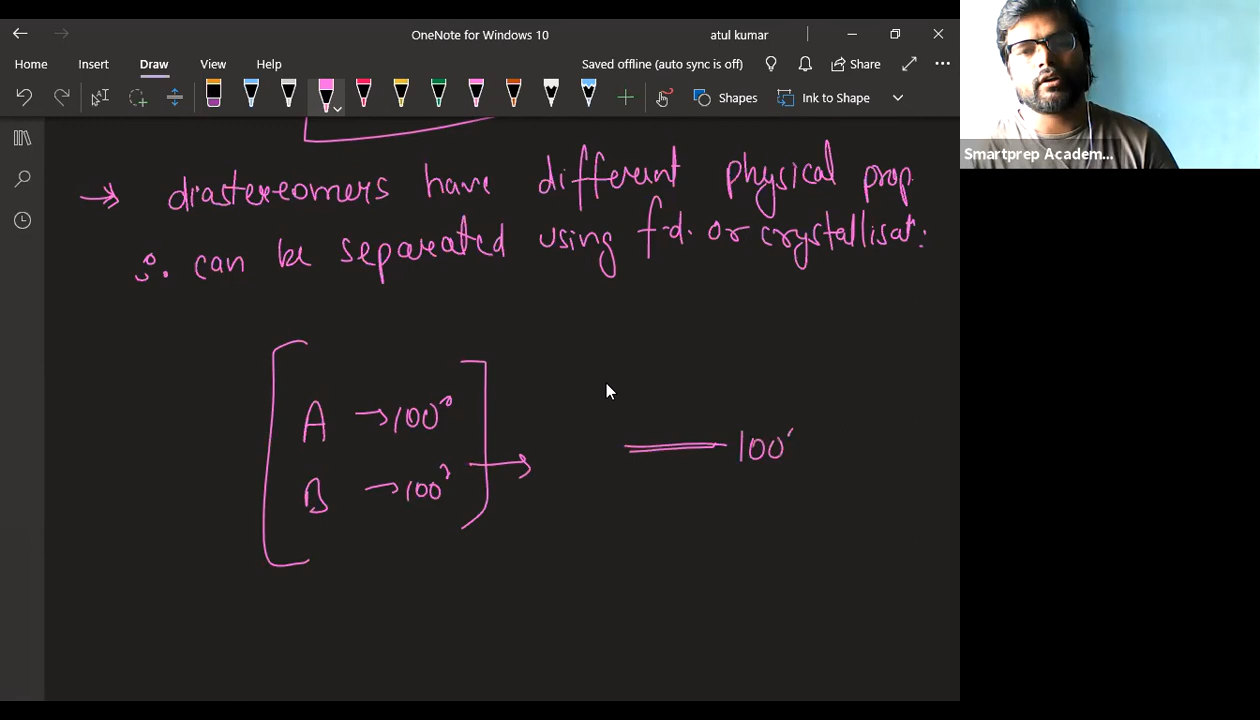 OneNote for Windows 10
atul kumar
Home Insert Draw View Help
Saved offline (auto sync is off)
Share
Shapes
Ink to Shape
Smartprep Academ...
→ diastereomers have different physical prop.
∴ can be separated using f.d. or crystallisat.
A → 100°
B → 100°
100°